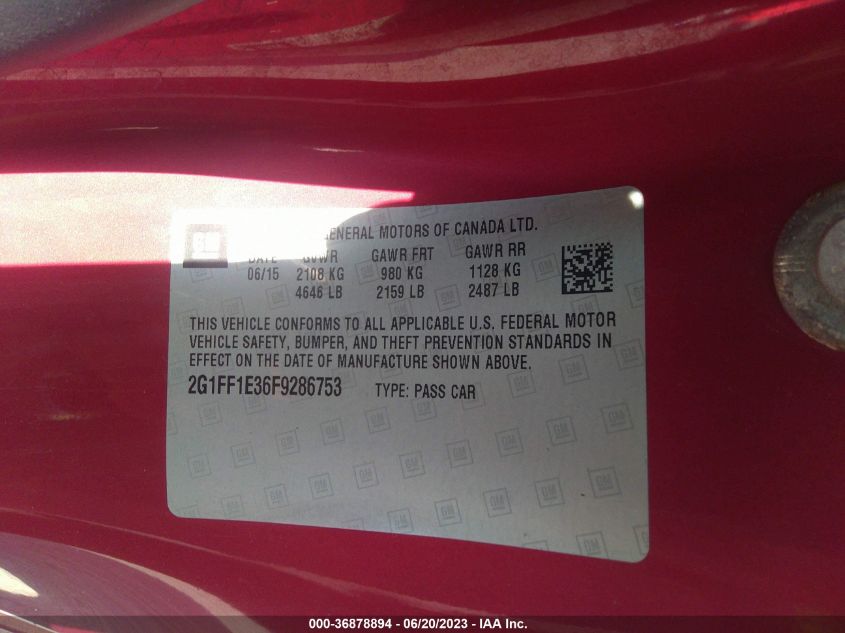 GENERAL MOTORS OF CANADA LTD.
DATE GVWR GAWR FRT GAWR RR
06/15 2108 KG 980 KG 1128 KG
4646 LB 2159 LB 2487 LB
THIS VEHICLE CONFORMS TO ALL APPLICABLE U.S. FEDERAL MOTOR
VEHICLE SAFETY, BUMPER, AND THEFT PREVENTION STANDARDS IN
EFFECT ON THE DATE OF MANUFACTURE SHOWN ABOVE.
2G1FF1E36F9286753 TYPE: PASS CAR
000-36878894 - 06/20/2023 - IAA Inc.